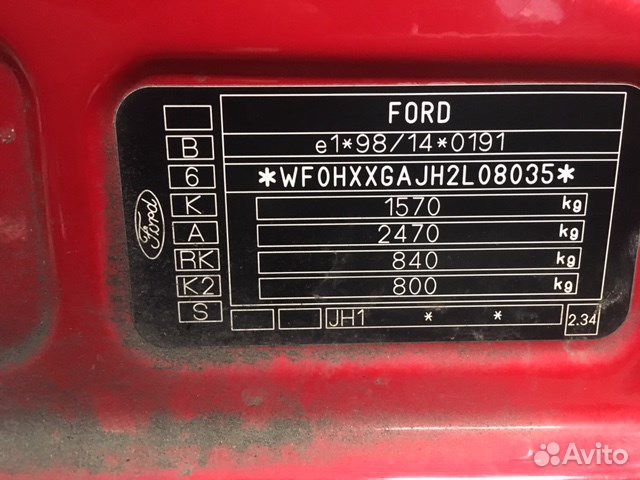 FORD
B e1*98/14*0191
6 *WF0HXXGAJH2L08035*
K 1570 kg
A 2470 kg
RK 840 kg
K2 800 kg
S JH1 * * 2.34
Ford
Avito